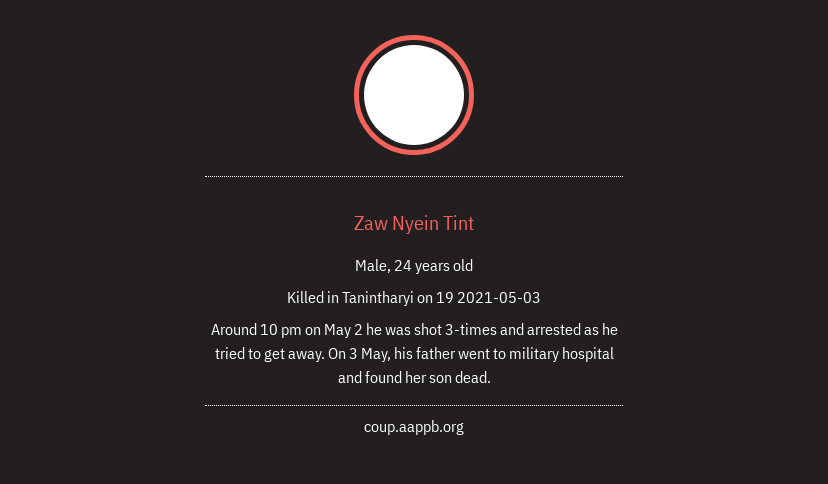 Zaw Nyein Tint
Male, 24 years old
Killed in Tanintharyi on 19 2021-05-03
Around 10 pm on May 2 he was shot 3-times and arrested as he
tried to get away. On 3 May, his father went to military hospital
and found her son dead.
coup.aappb.org